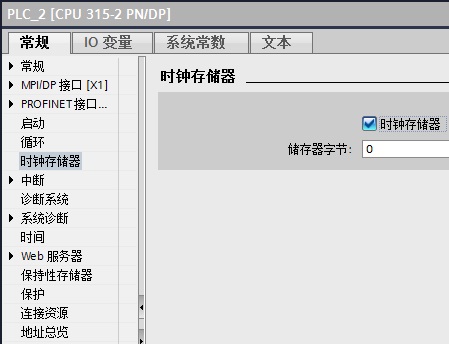 PLC_2 [CPU 315-2 PN/DP]
常规 IO 变量 系统常数 文本
常规
MPI/DP 接口 [X1]
PROFINET接口...
启动
循环
时钟存储器
中断
诊断系统
系统诊断
时间
Web 服务器
保持性存储器
保护
连接资源
地址总览
时钟存储器
时钟存储器
储存器字节: 0